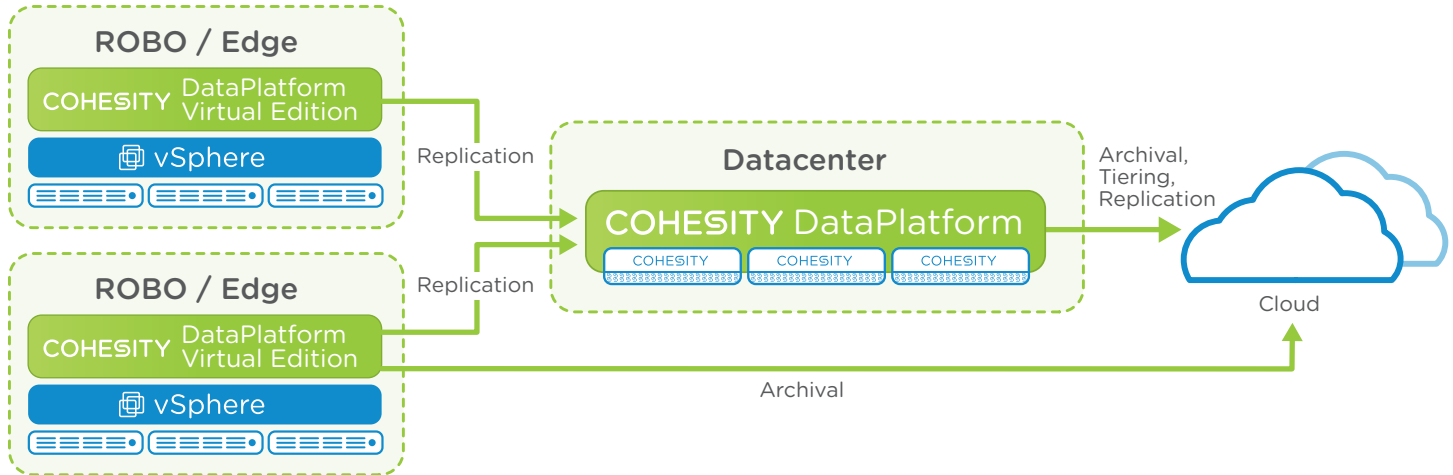 ROBO / Edge
COHESITY DataPlatform
Virtual Edition
vSphere
Replication
ROBO / Edge
COHESITY DataPlatform
Virtual Edition
vSphere
Replication
Datacenter
COHESITY DataPlatform
COHESITY COHESITY COHESITY
Archival,
Tiering,
Replication
Cloud
Archival